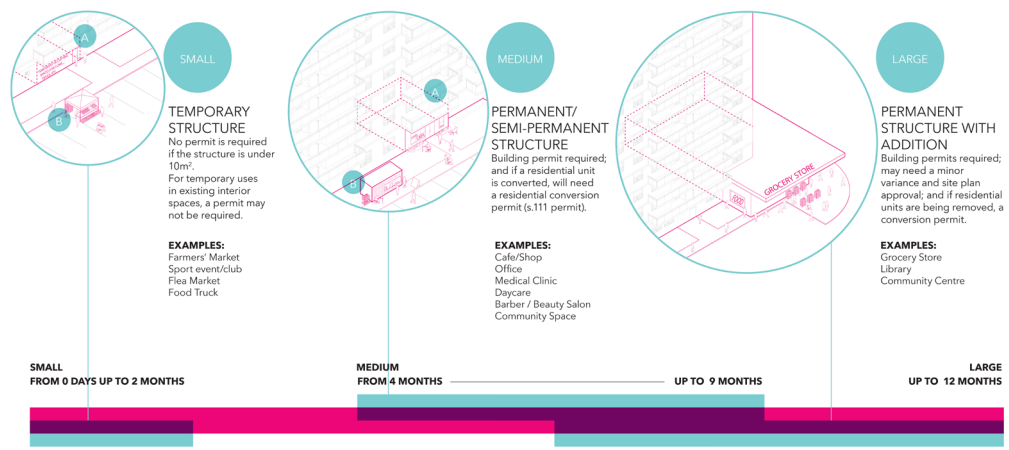 A
B
SMALL
TEMPORARY
STRUCTURE
No permit is required
if the structure is under
10m².
For temporary uses
in existing interior
spaces, a permit may
not be required.
EXAMPLES:
Farmers' Market
Sport event/club
Flea Market
Food Truck
A
B
MEDIUM
PERMANENT/
SEMI-PERMANENT
STRUCTURE
Building permit required;
and if a residential unit
is converted, will need
a residential conversion
permit (s.111 permit).
EXAMPLES:
Cafe/Shop
Office
Medical Clinic
Daycare
Barber / Beauty Salon
Community Space
GROCERY STORE
LARGE
PERMANENT
STRUCTURE WITH
ADDITION
Building permits required;
may need a minor
variance and site plan
approval; and if residential
units are being removed, a
conversion permit.
EXAMPLES:
Grocery Store
Library
Community Centre
SMALL
FROM 0 DAYS UP TO 2 MONTHS
MEDIUM
FROM 4 MONTHS UP TO 9 MONTHS
LARGE
UP TO 12 MONTHS